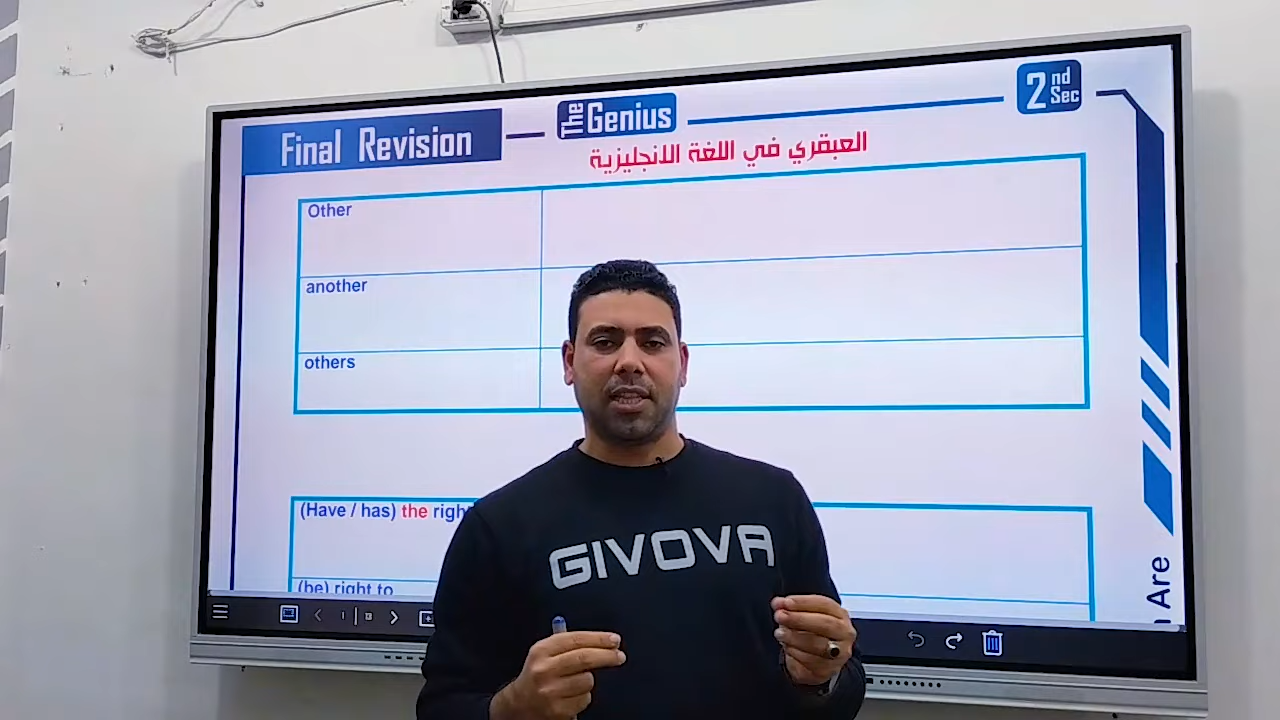 Final Revision
The Genius
2nd Sec
العبقري في اللغة الانجليزية
Other
another
others
(Have / has) the righ
(be) right to
Are
GIVOVA